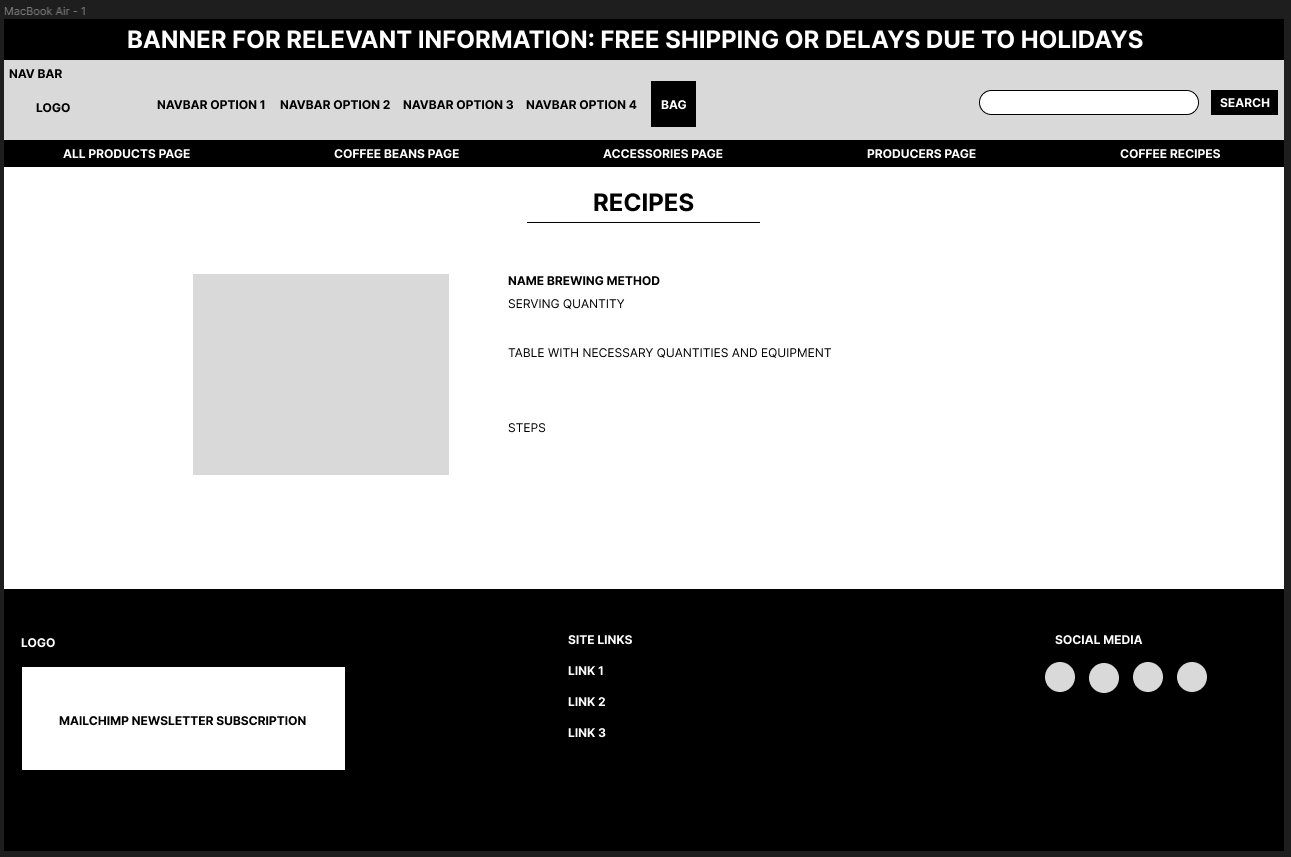 MacBook Air - 1
BANNER FOR RELEVANT INFORMATION: FREE SHIPPING OR DELAYS DUE TO HOLIDAYS
NAV BAR
LOGO
NAVBAR OPTION 1
NAVBAR OPTION 2
NAVBAR OPTION 3
NAVBAR OPTION 4
BAG
SEARCH
ALL PRODUCTS PAGE
COFFEE BEANS PAGE
ACCESSORIES PAGE
PRODUCERS PAGE
COFFEE RECIPES
RECIPES
NAME BREWING METHOD
SERVING QUANTITY
TABLE WITH NECESSARY QUANTITIES AND EQUIPMENT
STEPS
LOGO
MAILCHIMP NEWSLETTER SUBSCRIPTION
SITE LINKS
LINK 1
LINK 2
LINK 3
SOCIAL MEDIA